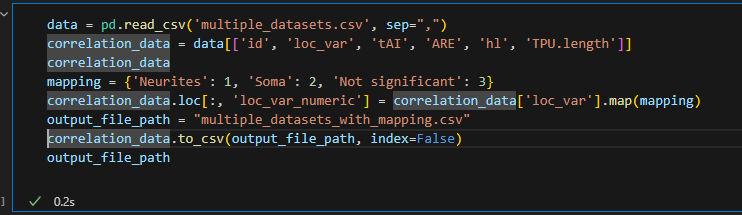 data = pd.read_csv('multiple_datasets.csv', sep=",")
correlation_data = data[['id', 'loc_var', 'tAI', 'ARE', 'hl', 'TPU.length']]
correlation_data
mapping = {'Neurites': 1, 'Soma': 2, 'Not significant': 3}
correlation_data.loc[:, 'loc_var_numeric'] = correlation_data['loc_var'].map(mapping)
output_file_path = "multiple_datasets_with_mapping.csv"
correlation_data.to_csv(output_file_path, index=False)
output_file_path
] ✓ 0.2s